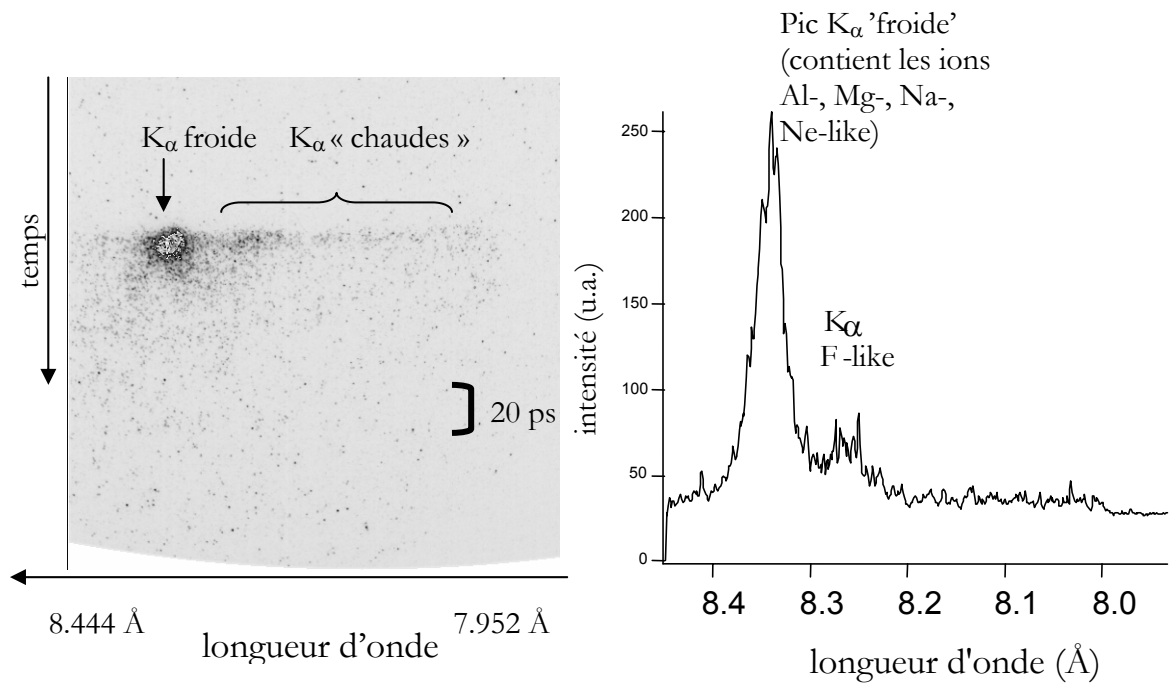 K𝛼 froide
K𝛼 « chaudes »
temps
20 ps
8.444 Å
7.952 Å
longueur d’onde
Pic K𝛼 ’froide’
(contient les ions
Al-, Mg-, Na-,
Ne-like)
K𝛼
F-like
intensité (u.a.)
250
200
150
100
50
0
8.4
8.3
8.2
8.1
8.0
longueur d'onde (Å)